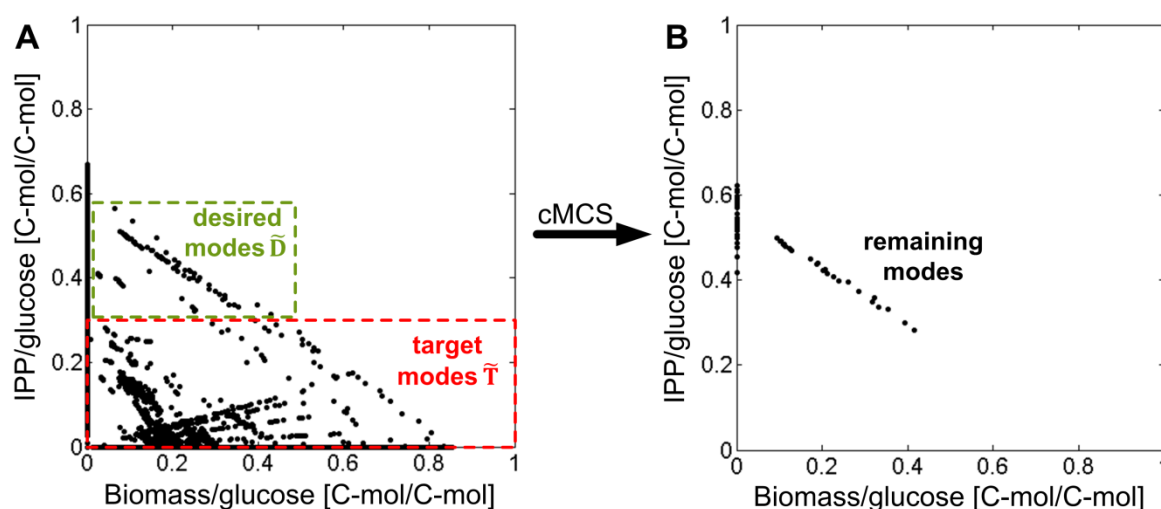 A
IPP/glucose [C-mol/C-mol]
1
0.8
0.6
0.4
0.2
0
desired
modes D̃
target
modes T̃
0
0.2
0.4
0.6
0.8
1
Biomass/glucose [C-mol/C-mol]
cMCS
B
IPP/glucose [C-mol/C-mol]
1
0.8
0.6
0.4
0.2
0
remaining
modes
0
0.2
0.4
0.6
0.8
1
Biomass/glucose [C-mol/C-mol]